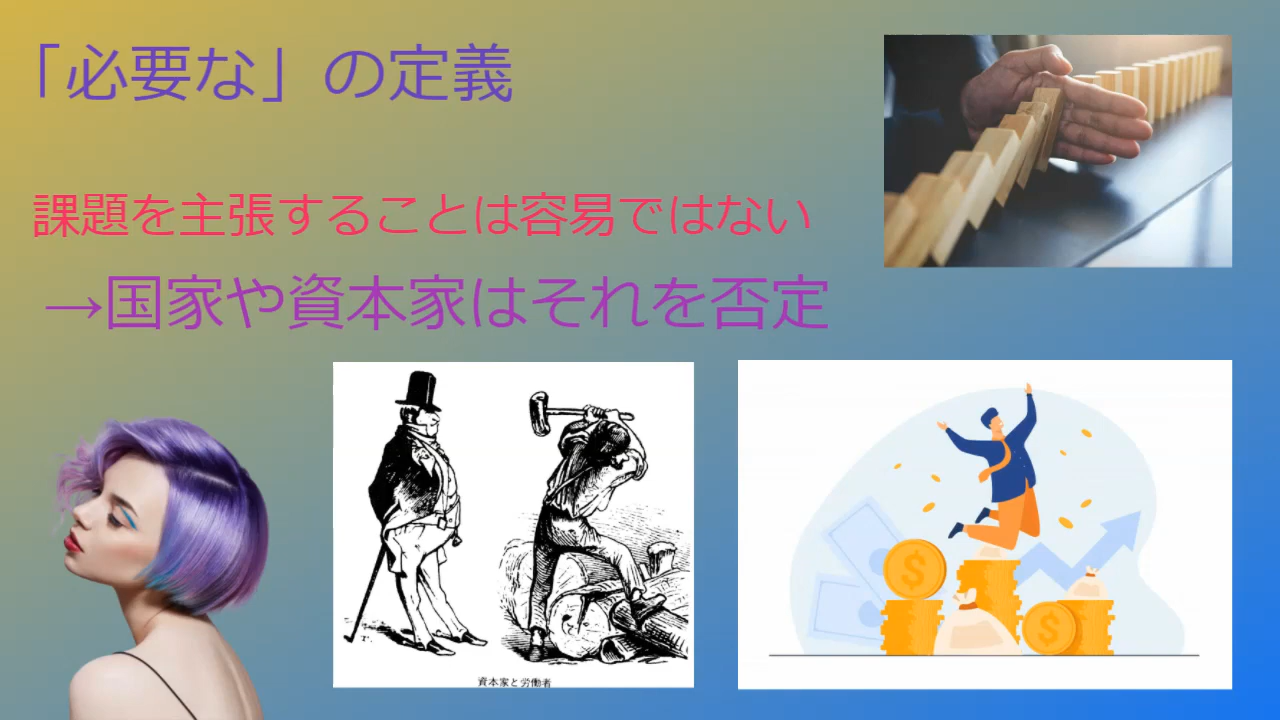 「必要な」の定義
課題を主張することは容易ではない
→国家や資本家はそれを否定
資本家と労働者
$
$